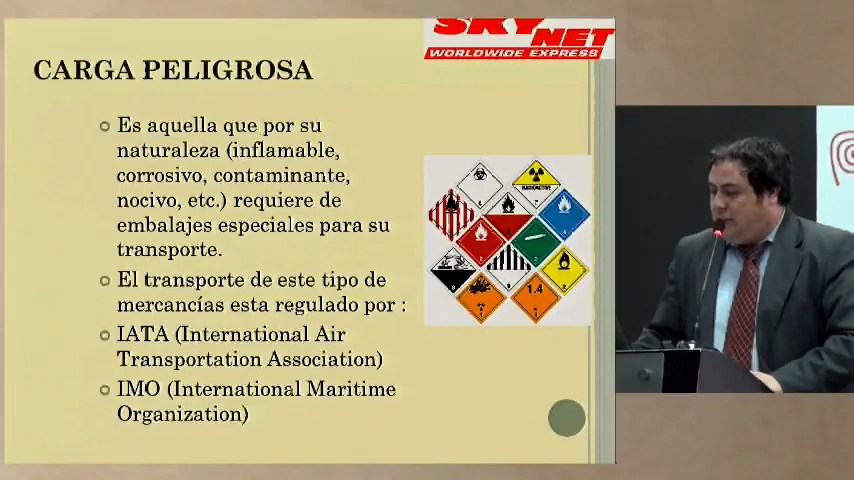 SKY
NET
WORLDWIDE EXPRESS
CARGA PELIGROSA
Es aquella que por su
naturaleza (inflamable,
corrosivo, contaminante,
nocivo, etc.) requiere de
embalajes especiales para su
transporte.
El transporte de este tipo de
mercancías esta regulado por :
IATA (International Air
Transportation Association)
IMO (International Maritime
Organization)
RADIOACTIVE
1.4